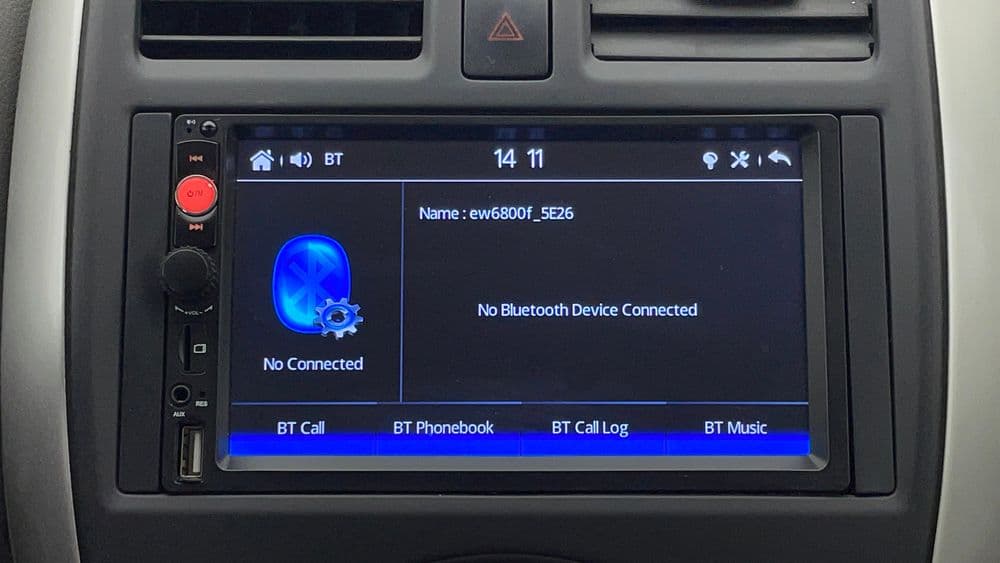 BT
14 11
Name : ew6800f_5E26
No Bluetooth Device Connected
No Connected
BT Call
BT Phonebook
BT Call Log
BT Music
+VOL-
AUX
RES